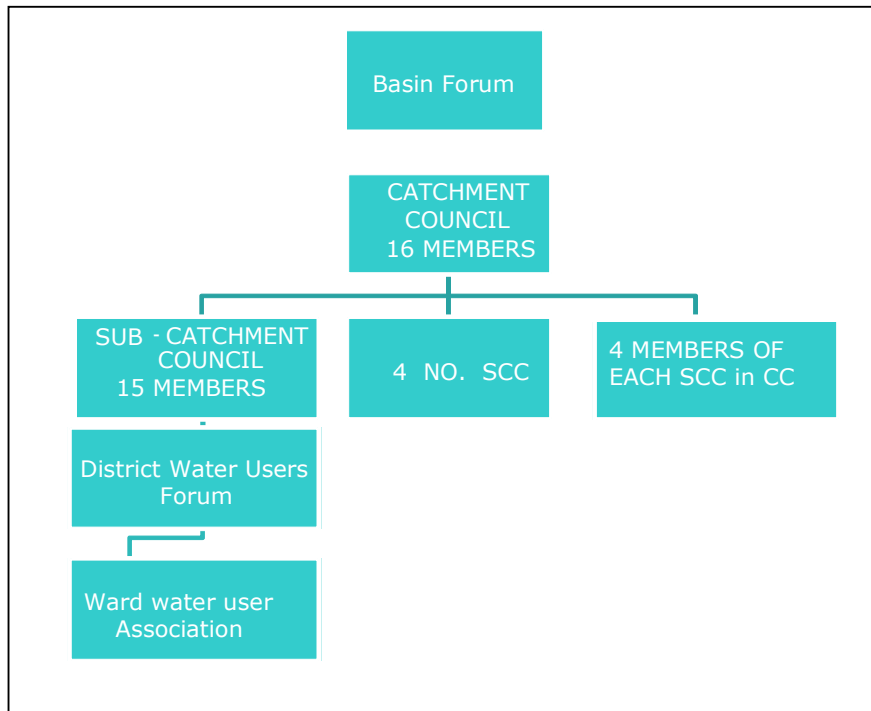 Basin Forum
CATCHMENT
COUNCIL
16 MEMBERS
SUB - CATCHMENT
COUNCIL
15 MEMBERS
4 NO. SCC
4 MEMBERS OF
EACH SCC in CC
District Water Users
Forum
Ward water user
Association